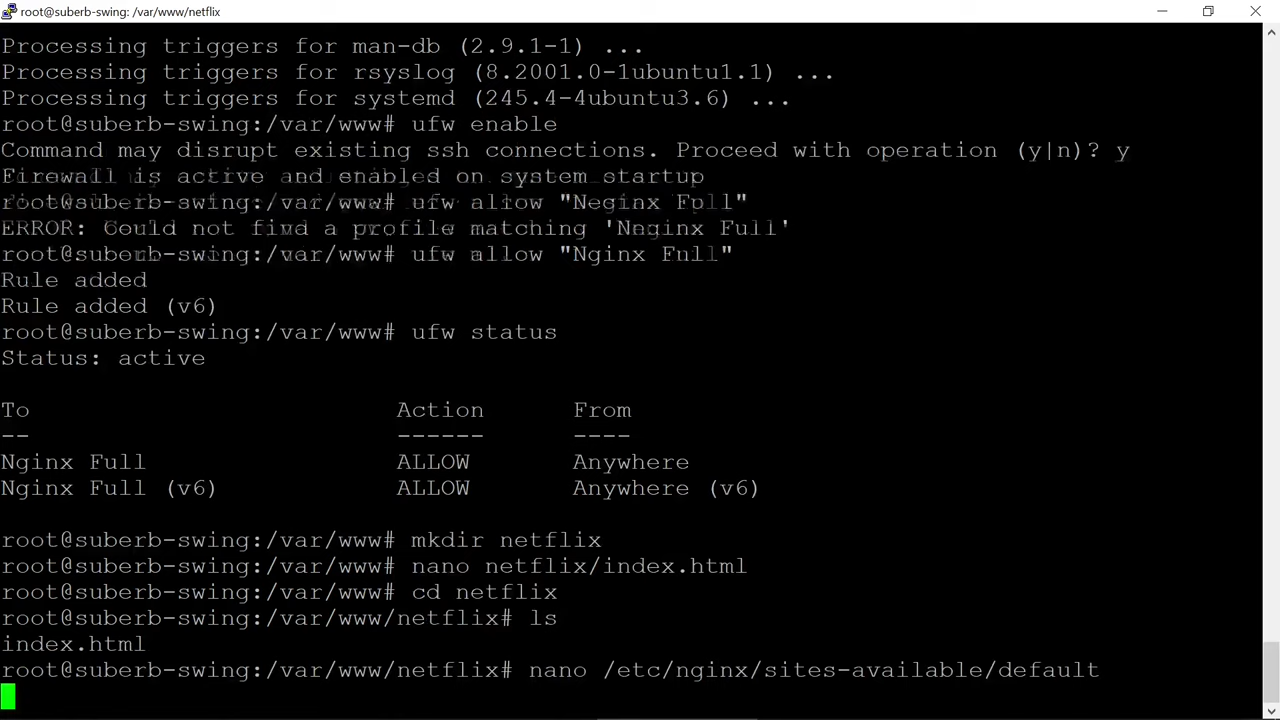 root@suberb-swing: /var/www/netflix
Processing triggers for man-db (2.9.1-1) ...
Processing triggers for rsyslog (8.2001.0-1ubuntu1.1) ...
Processing triggers for systemd (245.4-4ubuntu3.6) ...
root@suberb-swing:/var/www# ufw enable
Command may disrupt existing ssh connections. Proceed with operation (y|n)? y
Firewall is active and enabled on system startup
root@suberb-swing:/var/www# ufw allow "Neginx Full"
ERROR: Could not find a profile matching 'Nginx Full'
root@suberb-swing:/var/www# ufw allow "Nginx Full"
Rule added
Rule added (v6)
root@suberb-swing:/var/www# ufw status
Status: active
To Action From
-- ------ ----
Nginx Full ALLOW Anywhere
Nginx Full (v6) ALLOW Anywhere (v6)
root@suberb-swing:/var/www# mkdir netflix
root@suberb-swing:/var/www# nano netflix/index.html
root@suberb-swing:/var/www# cd netflix
root@suberb-swing:/var/www/netflix# ls
index.html
root@suberb-swing:/var/www/netflix# nano /etc/nginx/sites-available/default